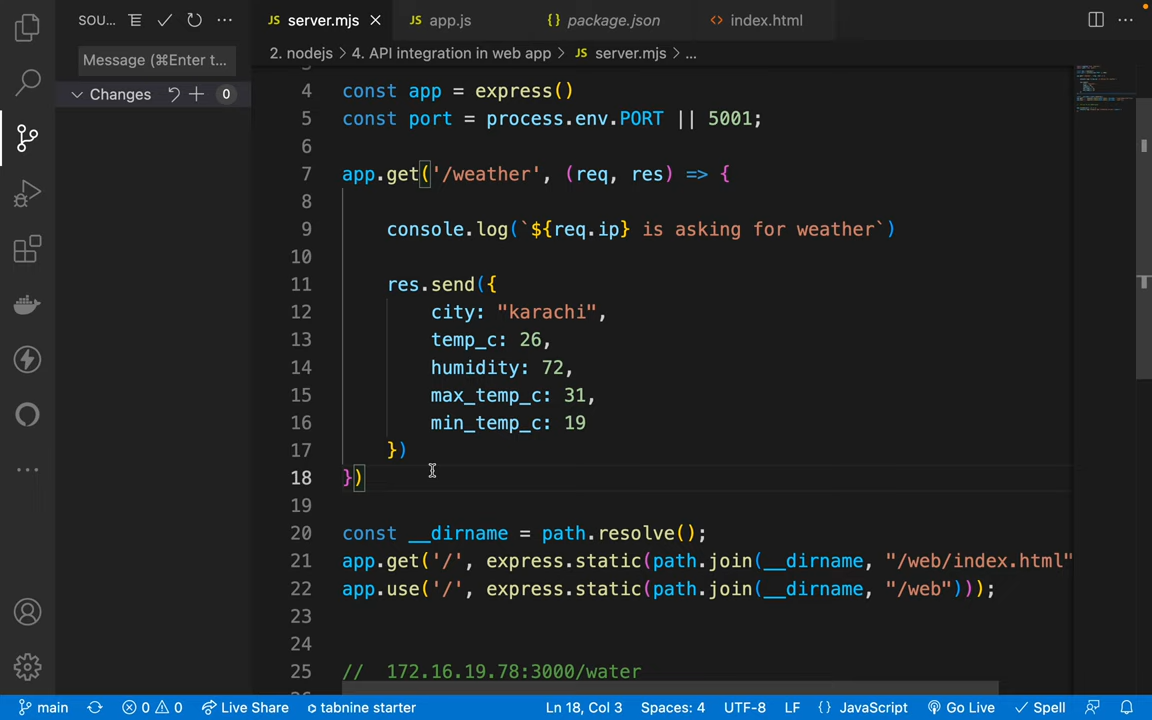 SOU...
server.mjs
app.js
package.json
index.html
Message (⌘Enter t...
2. nodejs > 4. API integration in web app > JS server.mjs > ...
Changes 0
4 const app = express()
5 const port = process.env.PORT || 5001;
6
7 app.get('/weather', (req, res) => {
8
9 console.log(`${req.ip} is asking for weather`)
10
11 res.send({
12 city: "karachi",
13 temp_c: 26,
14 humidity: 72,
15 max_temp_c: 31,
16 min_temp_c: 19
17 })
18 })
19
20 const __dirname = path.resolve();
21 app.get('/', express.static(path.join(__dirname, "/web/index.html"
22 app.use('/', express.static(path.join(__dirname, "/web")));
23
24
25 // 172.16.19.78:3000/water
main 0 0 Live Share tabnine starter Ln 18, Col 3 Spaces: 4 UTF-8 LF {} JavaScript Go Live Spell